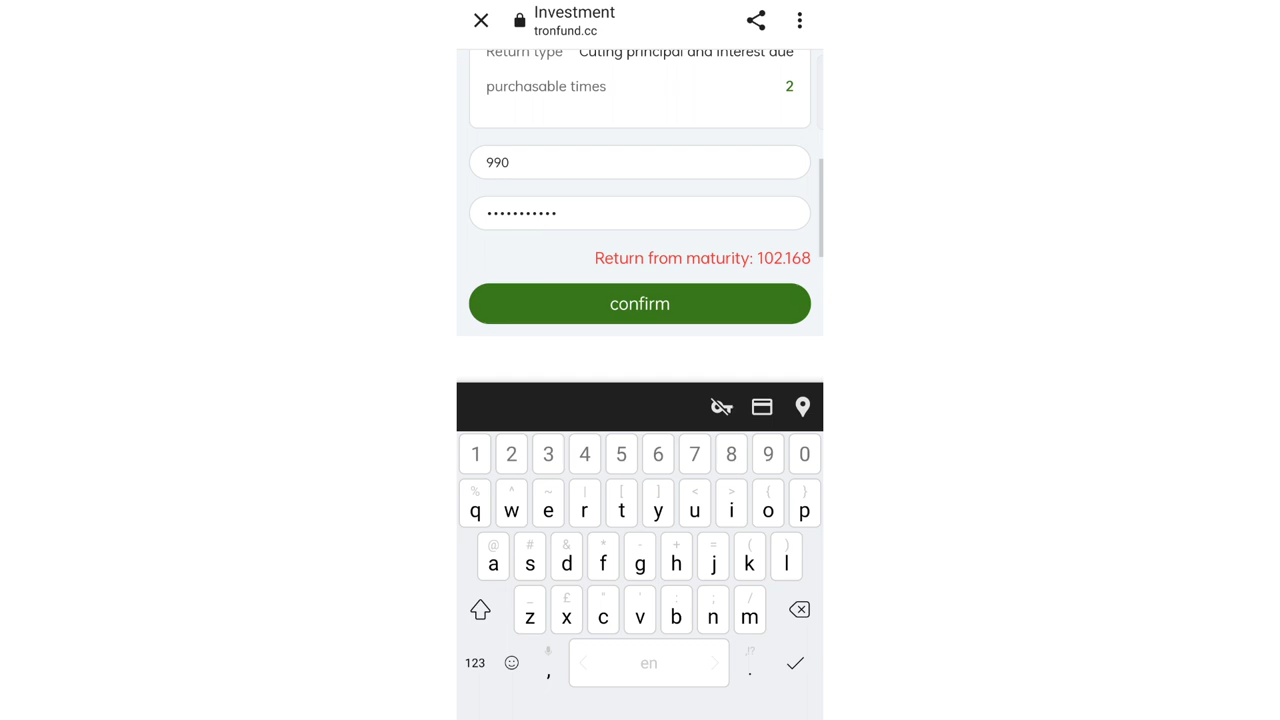 Investment
tronfund.cc
Return type Cuting principal and interest due
purchasable times 2
990
•••••••••••
Return from maturity: 102.168
confirm
1 2 3 4 5 6 7 8 9 0
% ^ ~ | [ ] < > { }
q w e r t y u i o p
@ # & * - + = ( )
a s d f g h j k l
_ £ " ' : ; /
z x c v b n m
,!?
123 , en .